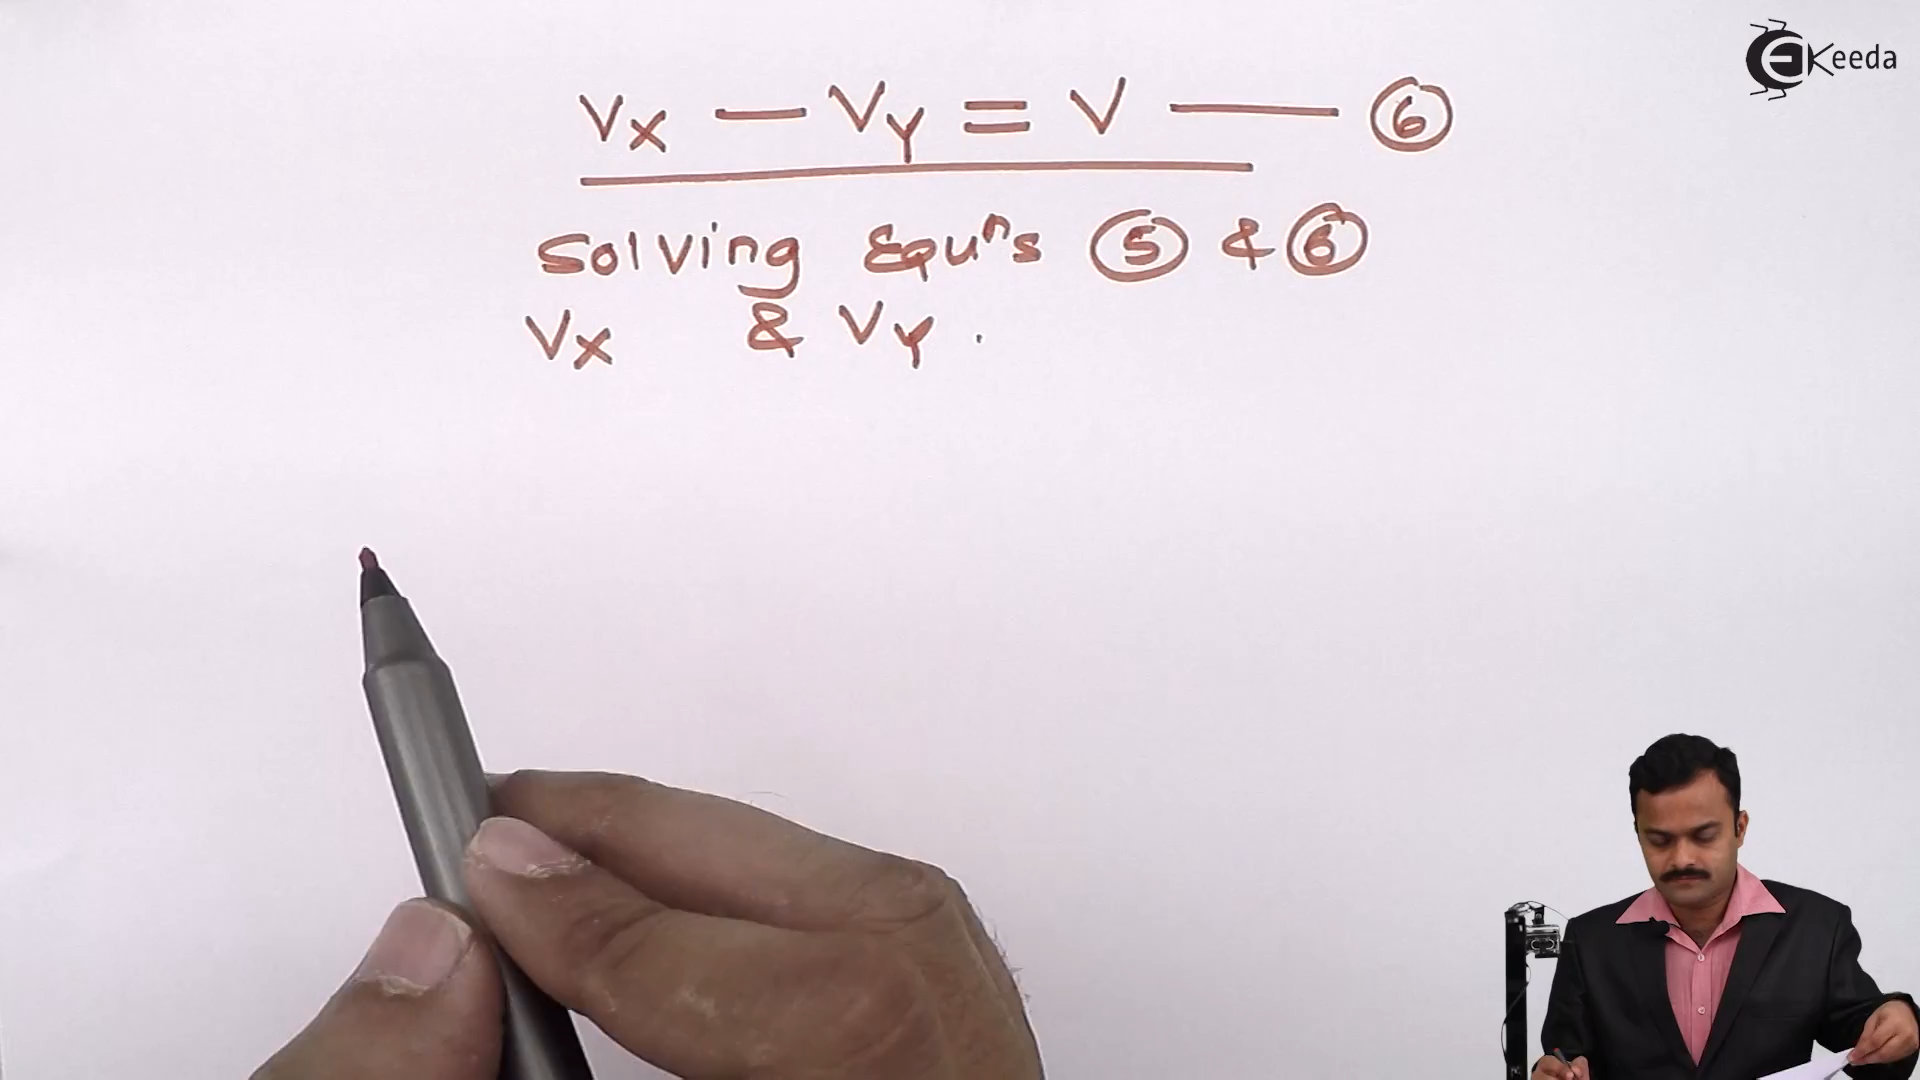 Keeda
Vx — Vy = V —— ⑥
Solving Equⁿs ⑤ & ⑥
Vx & Vy .